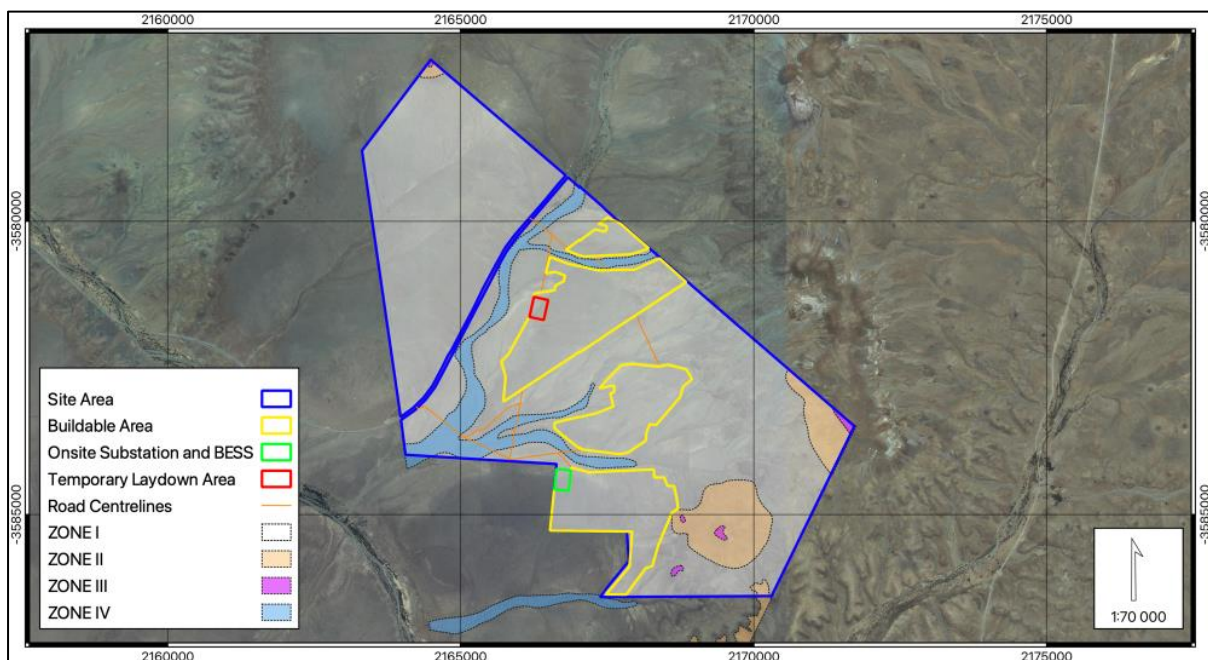 2160000 2165000 2170000 2175000
-3580000 -3580000
-3585000 -3585000
Site Area
Buildable Area
Onsite Substation and BESS
Temporary Laydown Area
Road Centrelines
ZONE I
ZONE II
ZONE III
ZONE IV
1:70 000
2160000 2165000 2170000 2175000